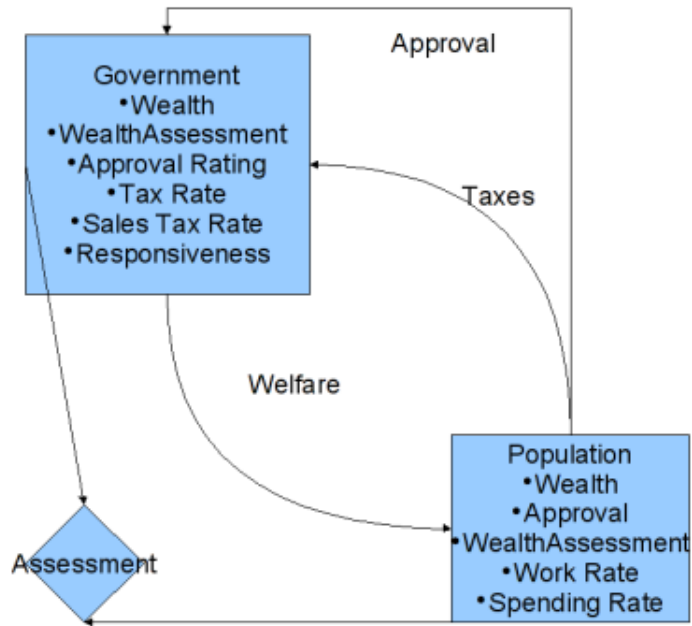 Approval
Government
•Wealth
•WealthAssessment
•Approval Rating
•Tax Rate
•Sales Tax Rate
•Responsiveness
Taxes
Welfare
Population
•Wealth
•Approval
•WealthAssessment
•Work Rate
•Spending Rate
Assessment